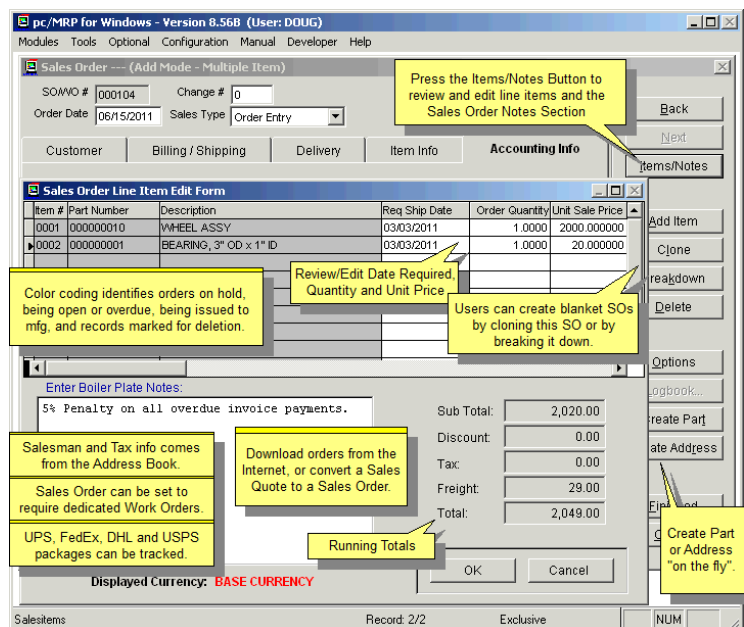 pc/MRP for Windows - Version 8.56B (User: DOUG)
Modules Tools Optional Configuration Manual Developer Help
Sales Order --- (Add Mode - Multiple Item)
SO/WO # 000104 Change # 0
Order Date 06/15/2011 Sales Type Order Entry
Press the Items/Notes Button to
review and edit line items and the
Sales Order Notes Section
Back
Next
Items/Notes
Customer Billing / Shipping Delivery Item Info Accounting Info
Sales Order Line Item Edit Form
Item # Part Number Description Req Ship Date Order Quantity Unit Sale Price
0001 000000010 WHEEL ASSY 03/03/2011 1.0000 2000.000000
0002 000000001 BEARING, 3" OD x 1" ID 03/03/2011 1.0000 20.000000
Add Item
Clone
reakdown
Delete
Options
ogbook...
reate Part
ate Address
Color coding identifies orders on hold,
being open or overdue, being issued to
mfg, and records marked for deletion.
Review/Edit Date Required,
Quantity and Unit Price
Users can create blanket SOs
by cloning this SO or by
breaking it down.
Enter Boiler Plate Notes:
5% Penalty on all overdue invoice payments.
Sub Total: 2,020.00
Discount: 0.00
Tax: 0.00
Freight: 29.00
Total: 2,049.00
Salesman and Tax info comes
from the Address Book.
Sales Order can be set to
require dedicated Work Orders.
UPS, FedEx, DHL and USPS
packages can be tracked.
Download orders from the
Internet, or convert a Sales
Quote to a Sales Order.
Running Totals
Create Part
or Address
"on the fly".
OK Cancel
Displayed Currency: BASE CURRENCY
Salesitems Record: 2/2 Exclusive NUM